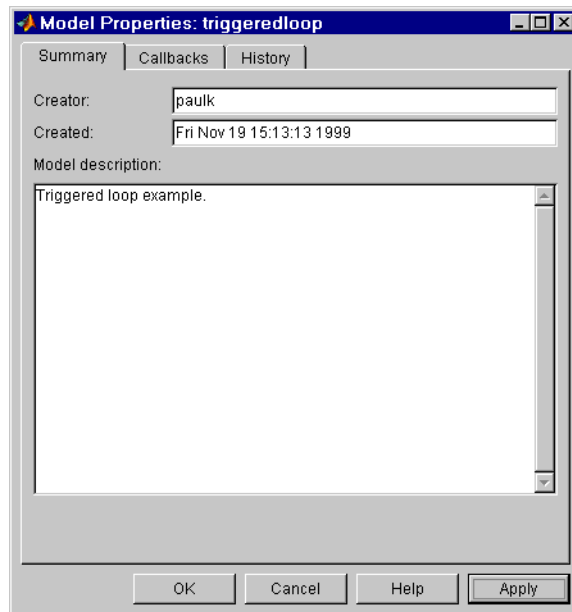 Model Properties: triggeredloop
Summary Callbacks History
Creator: paulk
Created: Fri Nov 19 15:13:13 1999
Model description:
Triggered loop example.
OK Cancel Help Apply